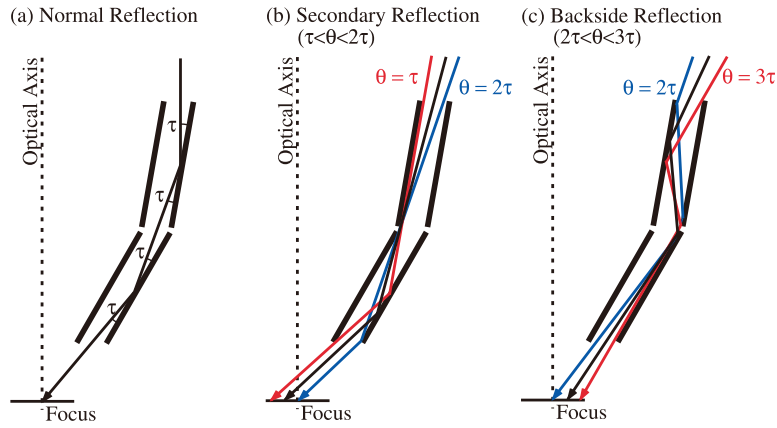 (a) Normal Reflection
Optical Axis
τ
τ
τ
τ
Focus
(b) Secondary Reflection
(τ<θ<2τ)
Optical Axis
θ = τ
θ = 2τ
Focus
(c) Backside Reflection
(2τ<θ<3τ)
Optical Axis
θ = 2τ
θ = 3τ
Focus